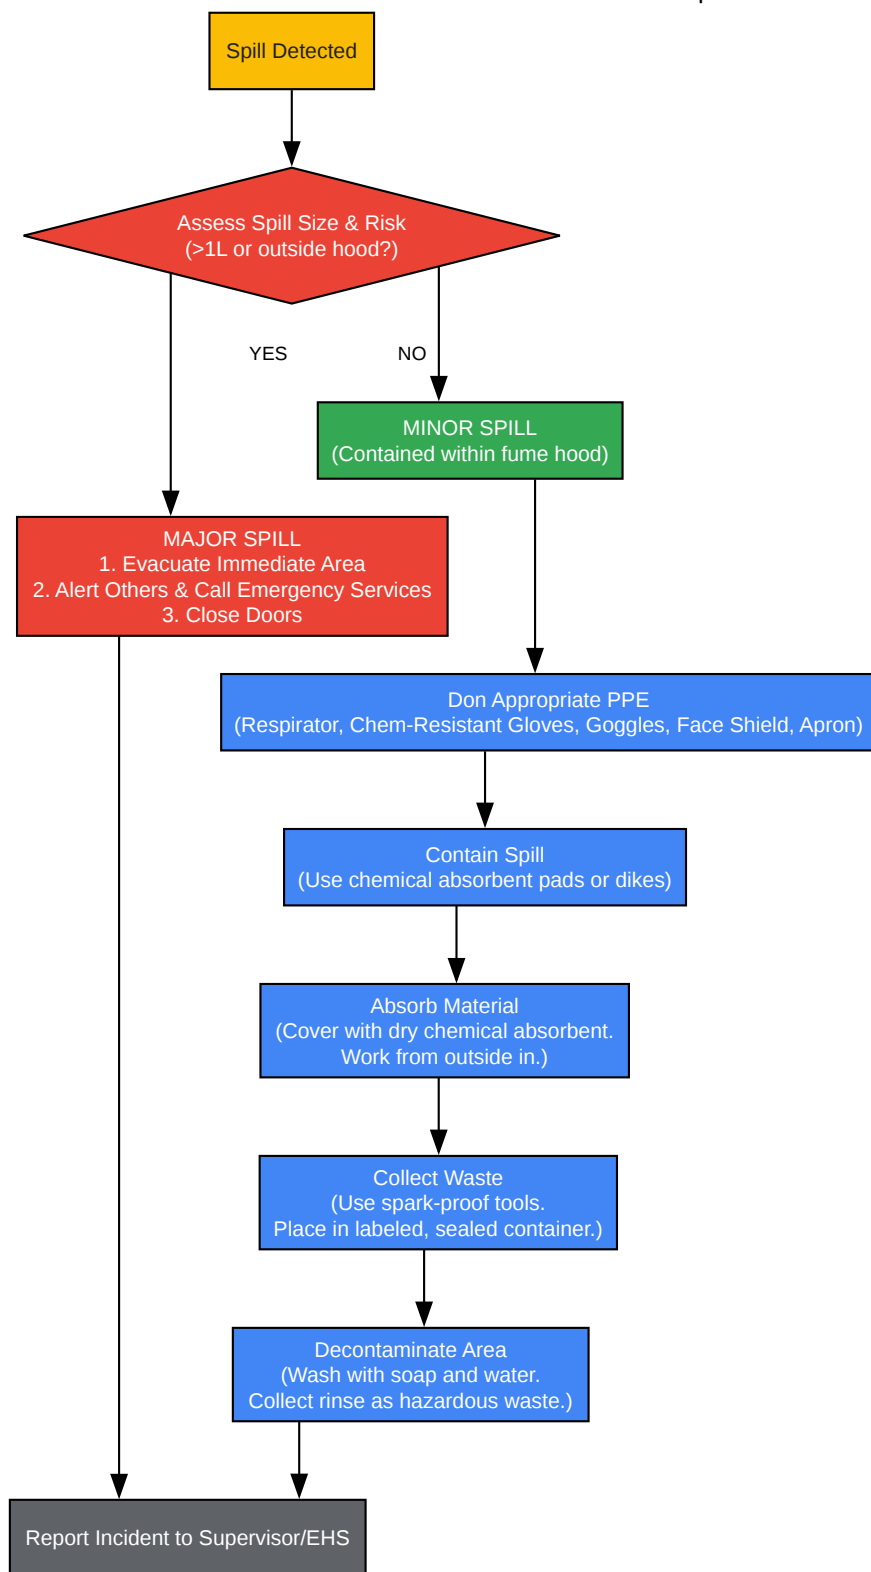 Spill Detected
Assess Spill Size & Risk
(>1L or outside hood?)
YES
NO
MINOR SPILL
(Contained within fume hood)
MAJOR SPILL
1. Evacuate Immediate Area
2. Alert Others & Call Emergency Services
3. Close Doors
Don Appropriate PPE
(Respirator, Chem-Resistant Gloves, Goggles, Face Shield, Apron)
Contain Spill
(Use chemical absorbent pads or dikes)
Absorb Material
(Cover with dry chemical absorbent.
Work from outside in.)
Collect Waste
(Use spark-proof tools.
Place in labeled, sealed container.)
Decontaminate Area
(Wash with soap and water.
Collect rinse as hazardous waste.)
Report Incident to Supervisor/EHS